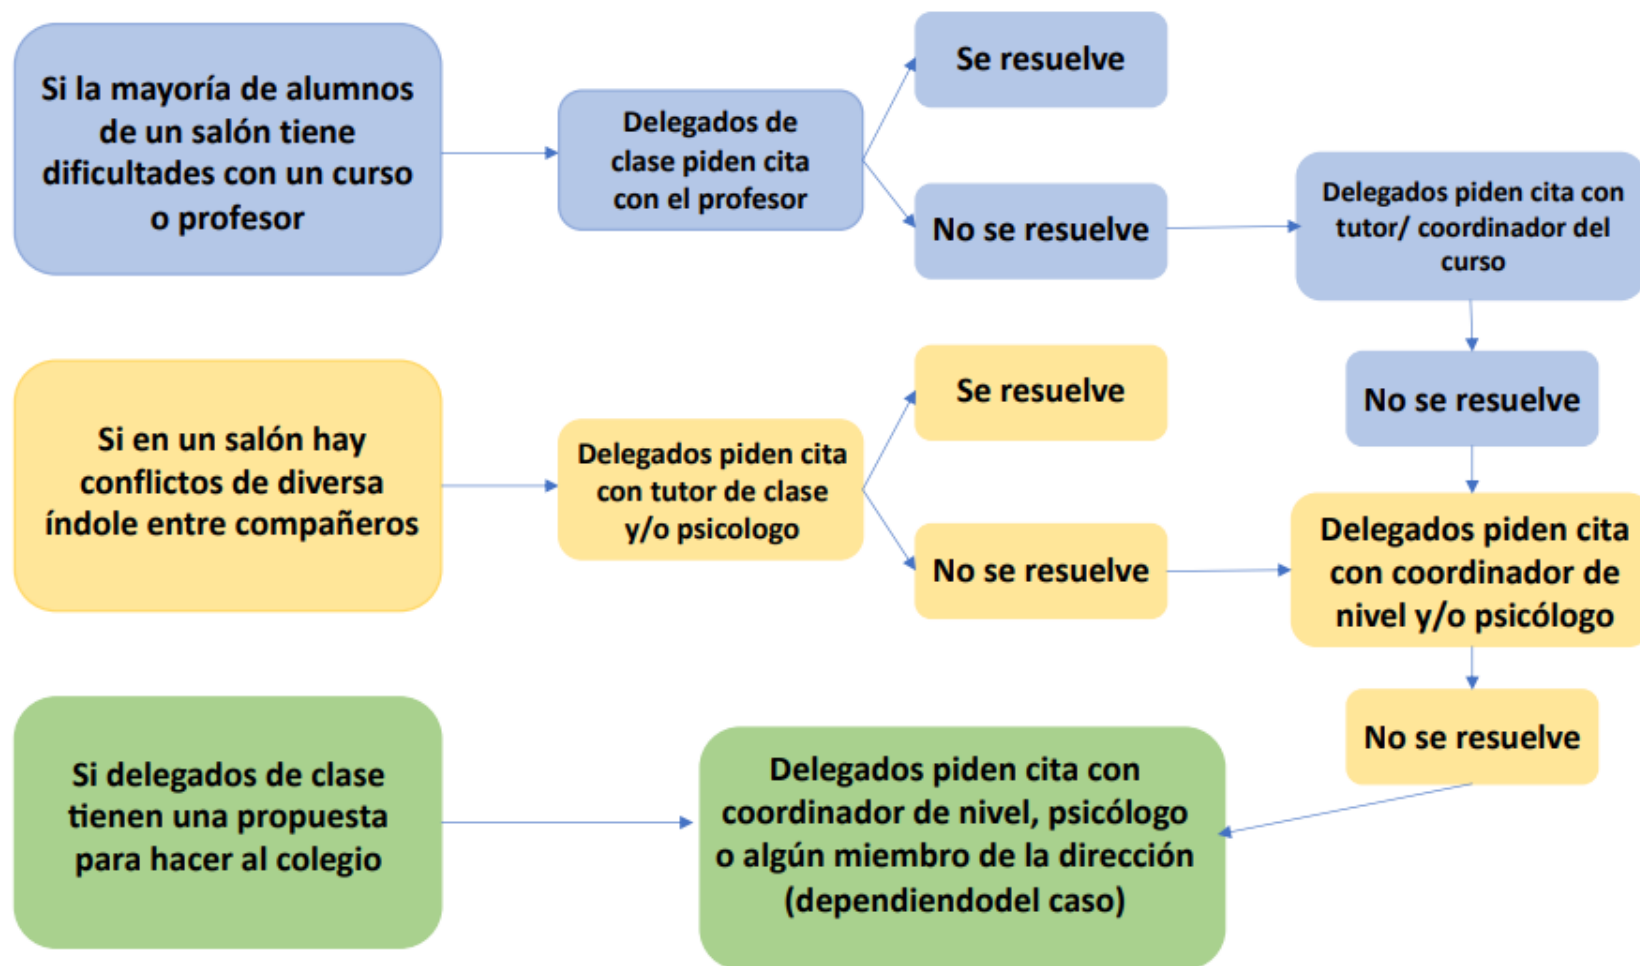 Si la mayoría de alumnos
de un salón tiene
dificultades con un curso
o profesor
Delegados de
clase piden cita
con el profesor
Se resuelve
No se resuelve
Delegados piden cita con
tutor/ coordinador del
curso
No se resuelve
Si en un salón hay
conflictos de diversa
índole entre compañeros
Delegados piden cita
con tutor de clase
y/o psicologo
Se resuelve
No se resuelve
Delegados piden cita
con coordinador de
nivel y/o psicólogo
No se resuelve
Si delegados de clase
tienen una propuesta
para hacer al colegio
Delegados piden cita con
coordinador de nivel, psicólogo
o algún miembro de la dirección
(dependiendodel caso)